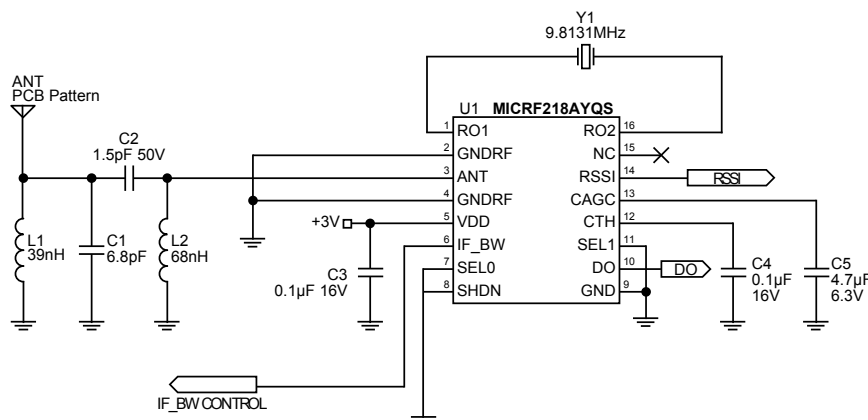 Y1
9.8131MHz
ANT
PCB Pattern
U1 MICRF218AYQS
C2
1.5pF 50V
1 RO1 RO2 16
2 GNDRF NC 15
3 ANT RSSI 14 RSSI
4 GNDRF CAGC 13
+3V 5 VDD CTH 12
6 IF_BW SEL1 11
7 SEL0 DO 10 DO
8 SHDN GND 9
L1
39nH
C1
6.8pF
L2
68nH
C3
0.1µF 16V
C4
0.1µF
16V
C5
4.7µF
6.3V
IF_BW CONTROL